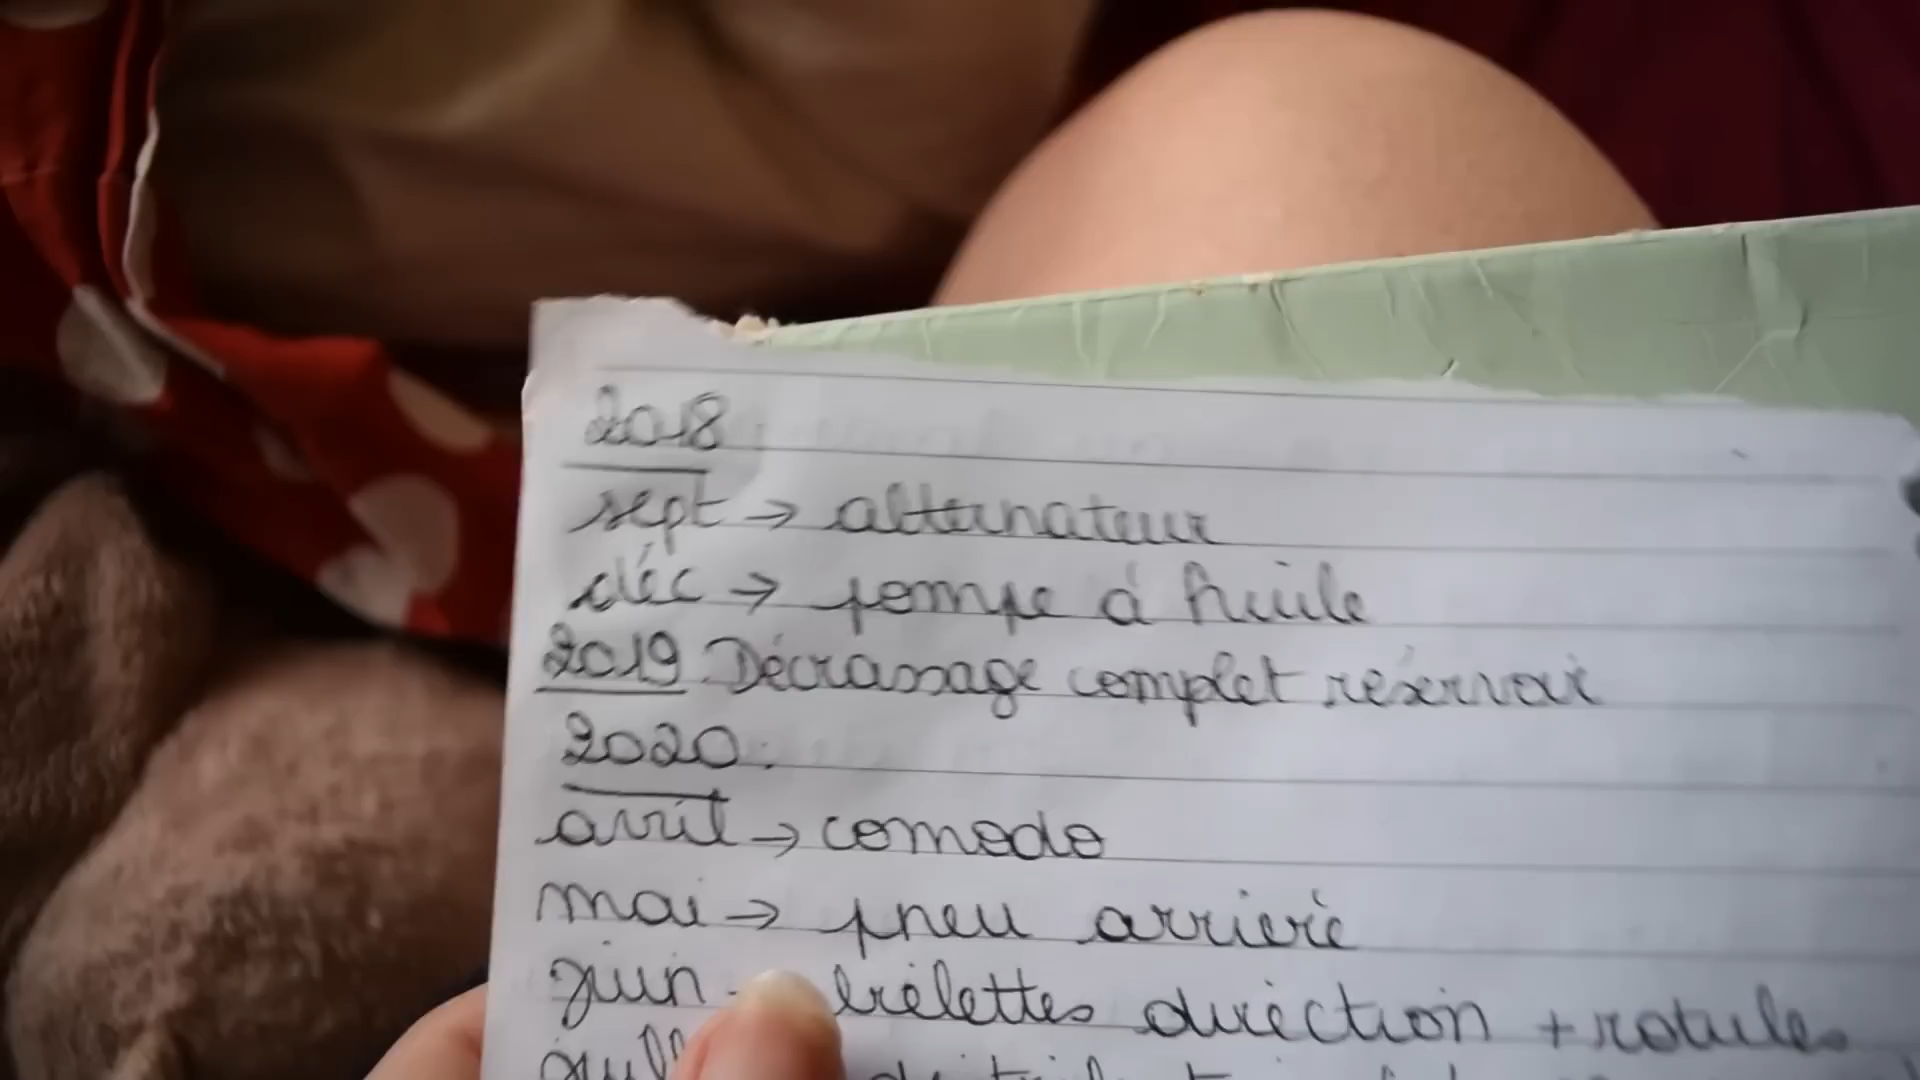 2018
sept → alternateur
déc → pompe à huile
2019 Décrassage complet réservoir
2020:
avril → comodo
mai → pneu arrière
juin biélettes direction + rotules